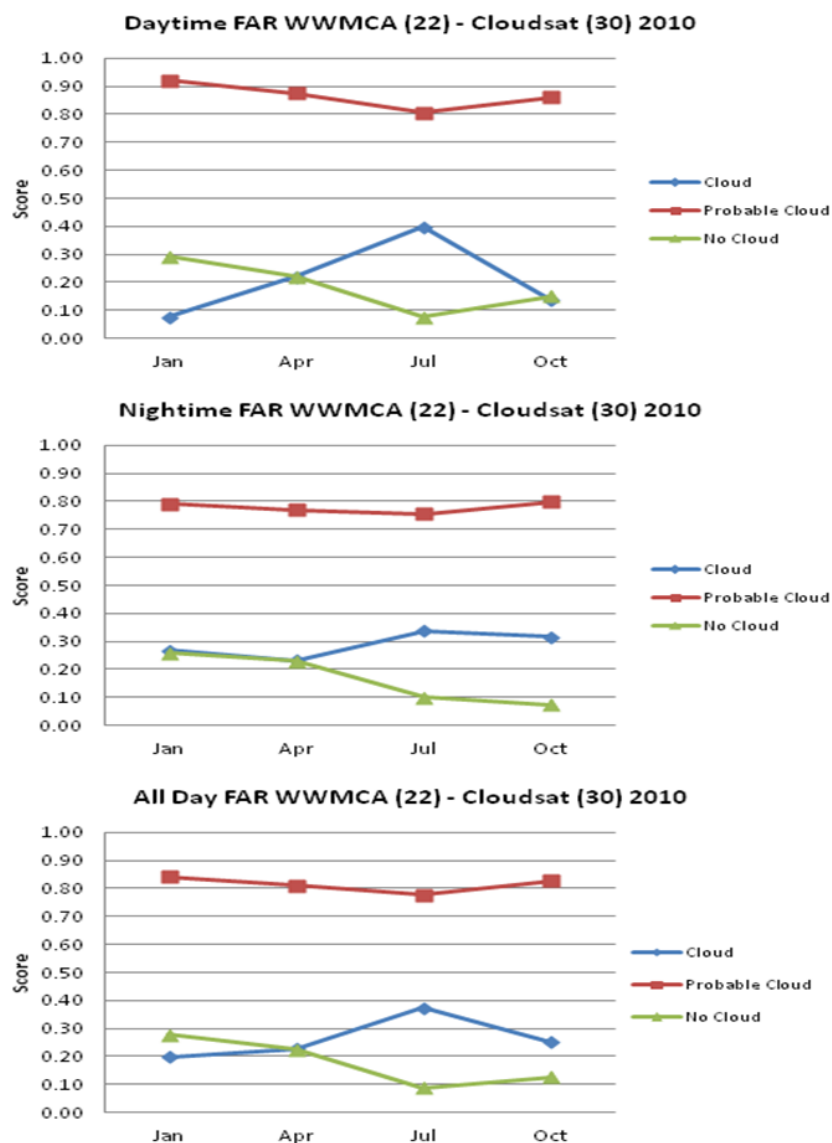 Daytime FAR WWMCA (22) - Cloudsat (30) 2010
1.00
0.90
0.80
0.70
0.60
0.50
0.40
0.30
0.20
0.10
0.00
Score
Jan Apr Jul Oct
Cloud
Probable Cloud
No Cloud
Nightime FAR WWMCA (22) - Cloudsat (30) 2010
1.00
0.90
0.80
0.70
0.60
0.50
0.40
0.30
0.20
0.10
0.00
Score
Jan Apr Jul Oct
Cloud
Probable Cloud
No Cloud
All Day FAR WWMCA (22) - Cloudsat (30) 2010
1.00
0.90
0.80
0.70
0.60
0.50
0.40
0.30
0.20
0.10
0.00
Score
Jan Apr Jul Oct
Cloud
Probable Cloud
No Cloud